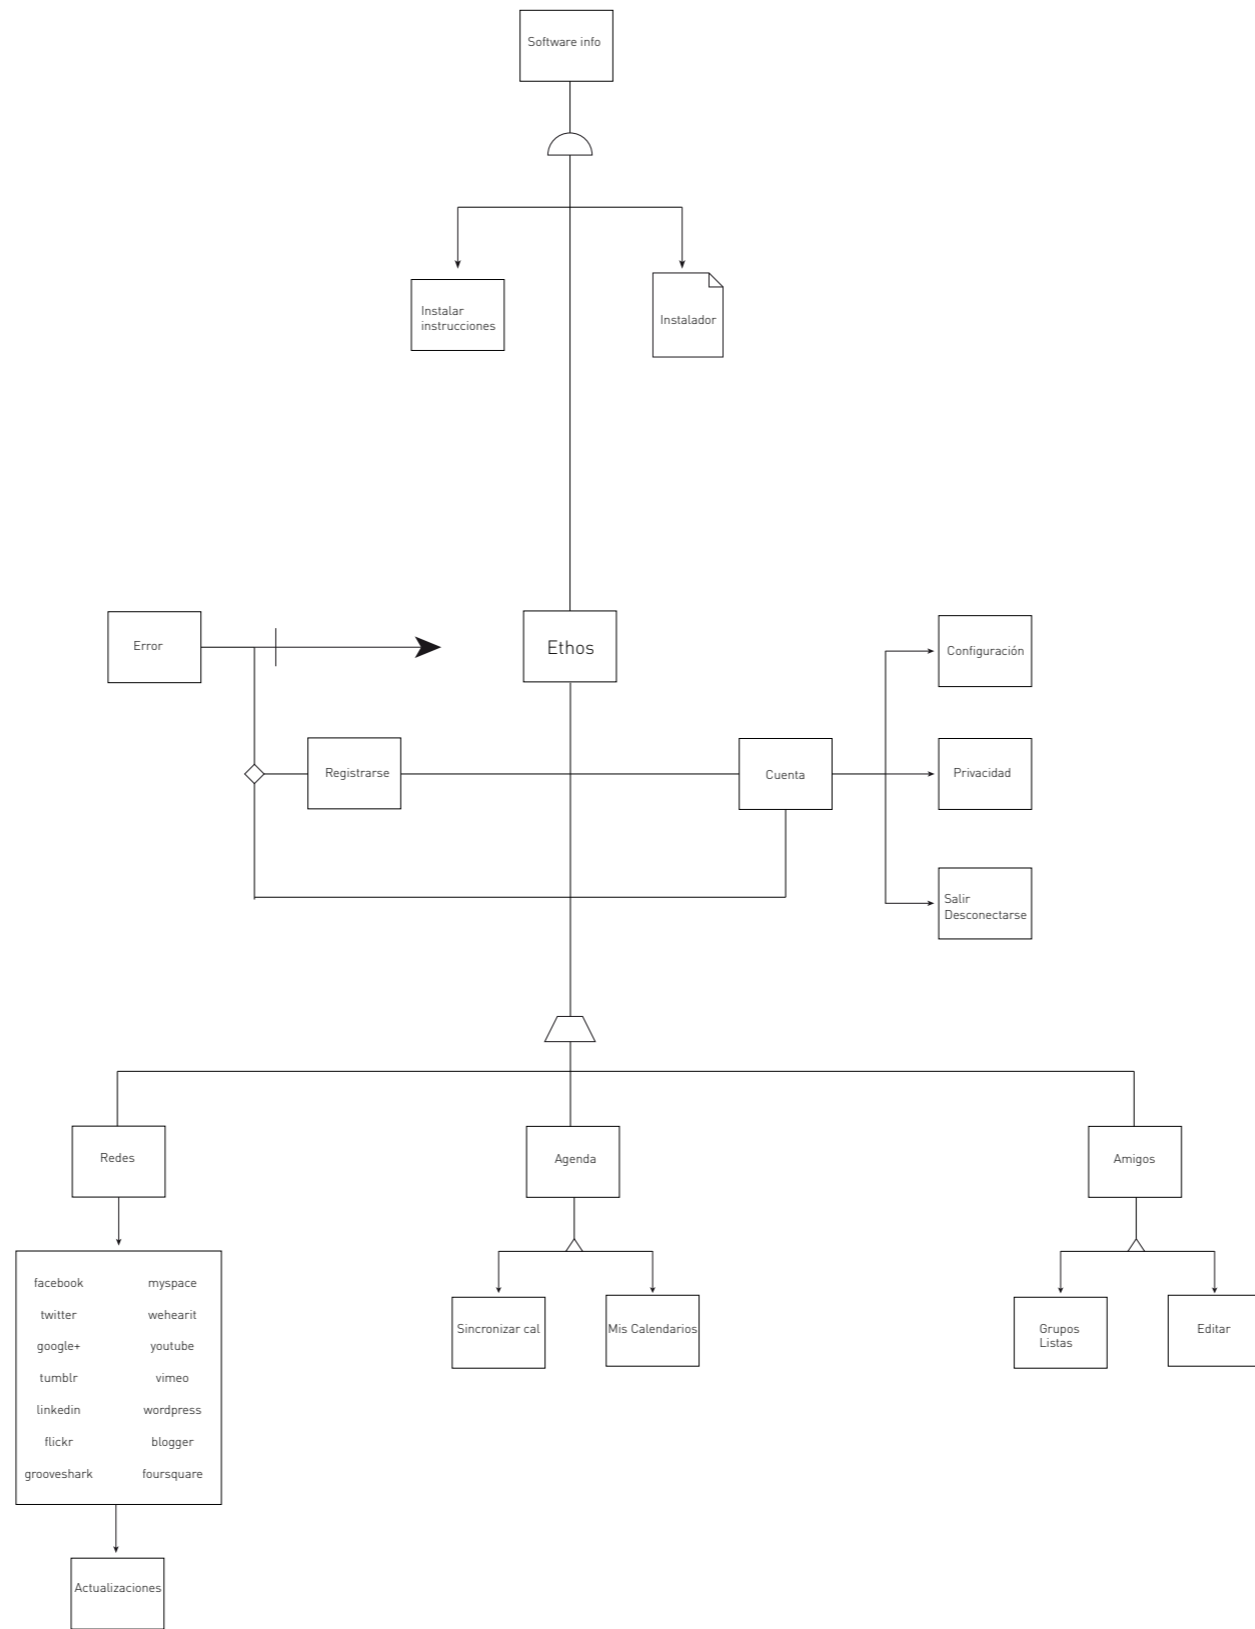 Software info
Instalar
instrucciones
Instalador
Error
Ethos
Configuración
Registrarse
Cuenta
Privacidad
Salir
Desconectarse
Redes
Agenda
Amigos
facebook
myspace
twitter
wehearit
google+
youtube
tumblr
vimeo
linkedin
wordpress
flickr
blogger
grooveshark
foursquare
Sincronizar cal
Mis Calendarios
Grupos
Listas
Editar
Actualizaciones